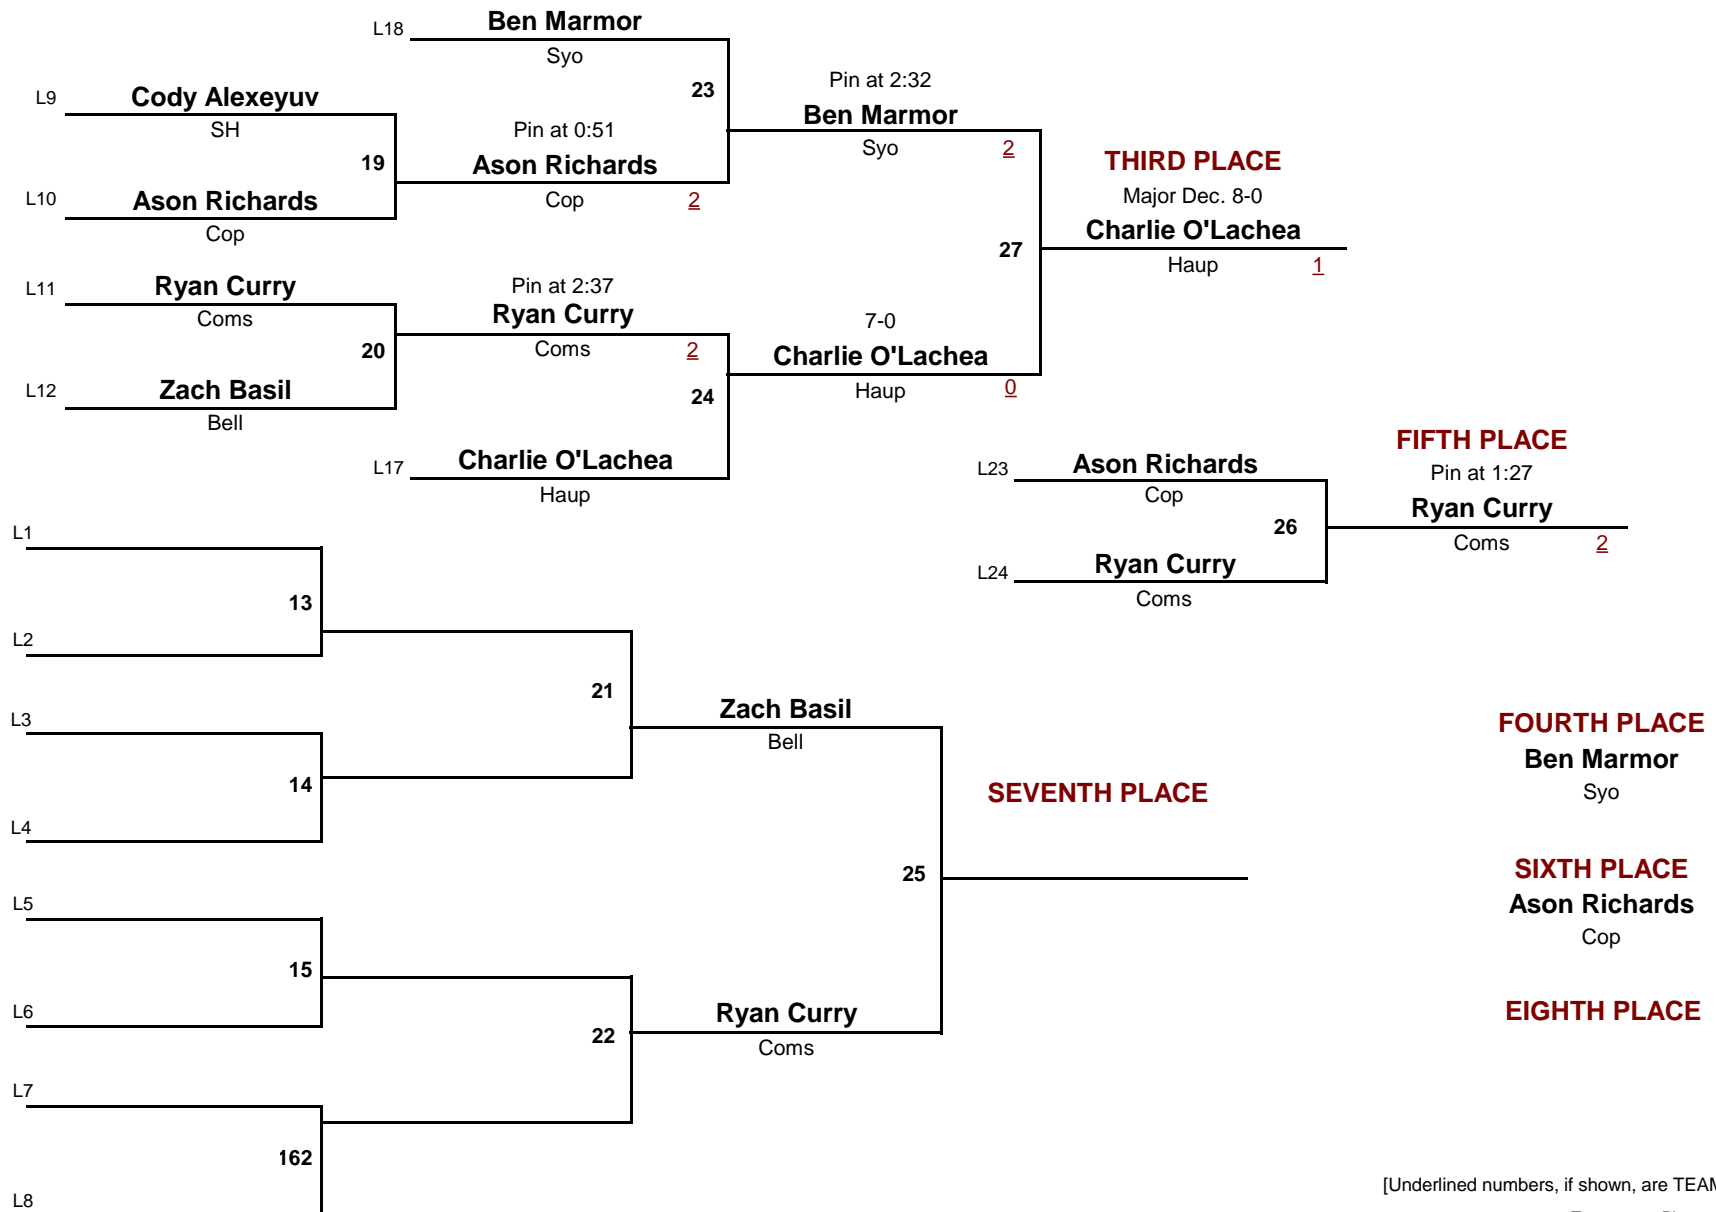 L18 Ben Marmor
Syo
L9 Cody Alexeyuv
SH
19
L10 Ason Richards
Cop
Pin at 0:51
Ason Richards
Cop 2
23
Pin at 2:32
Ben Marmor
Syo 2
L11 Ryan Curry
Coms
20
L12 Zach Basil
Bell
Pin at 2:37
Ryan Curry
Coms 2
24
L17 Charlie O'Lachea
Haup
7-0
Charlie O'Lachea
Haup 0
27
THIRD PLACE
Major Dec. 8-0
Charlie O'Lachea
Haup 1
L23 Ason Richards
Cop
26
L24 Ryan Curry
Coms
FIFTH PLACE
Pin at 1:27
Ryan Curry
Coms 2
L1
13
L2
L3
14
L4
21
Zach Basil
Bell
L5
15
L6
L7
162
L8
22
Ryan Curry
Coms
25
SEVENTH PLACE
FOURTH PLACE
Ben Marmor
Syo
SIXTH PLACE
Ason Richards
Cop
EIGHTH PLACE
[Underlined numbers, if shown, are TEAM